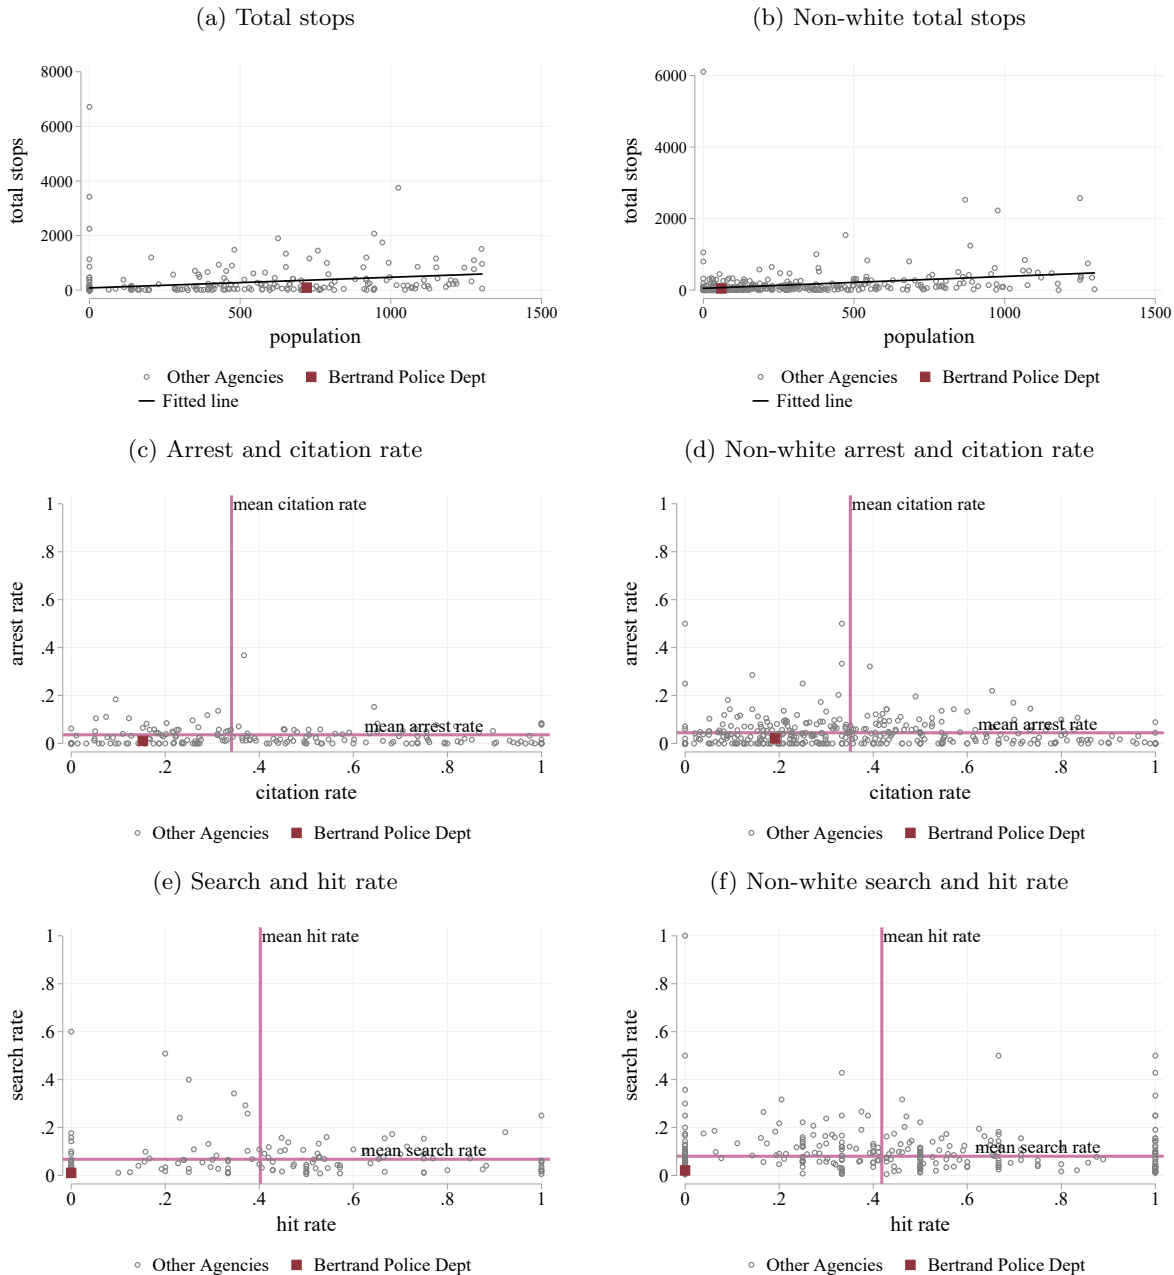 (a) Total stops
(b) Non-white total stops
total stops
8000
6000
4000
2000
0
0 500 1000 1500
population
Other Agencies Bertrand Police Dept
Fitted line
total stops
6000
4000
2000
0
0 500 1000 1500
population
Other Agencies Bertrand Police Dept
Fitted line
(c) Arrest and citation rate
(d) Non-white arrest and citation rate
arrest rate
1
.8
.6
.4
.2
0
mean citation rate
mean arrest rate
0 .2 .4 .6 .8 1
citation rate
Other Agencies Bertrand Police Dept
arrest rate
1
.8
.6
.4
.2
0
mean citation rate
mean arrest rate
0 .2 .4 .6 .8 1
citation rate
Other Agencies Bertrand Police Dept
(e) Search and hit rate
(f) Non-white search and hit rate
search rate
1
.8
.6
.4
.2
0
mean hit rate
mean search rate
0 .2 .4 .6 .8 1
hit rate
Other Agencies Bertrand Police Dept
search rate
1
.8
.6
.4
.2
0
mean hit rate
mean search rate
0 .2 .4 .6 .8 1
hit rate
Other Agencies Bertrand Police Dept